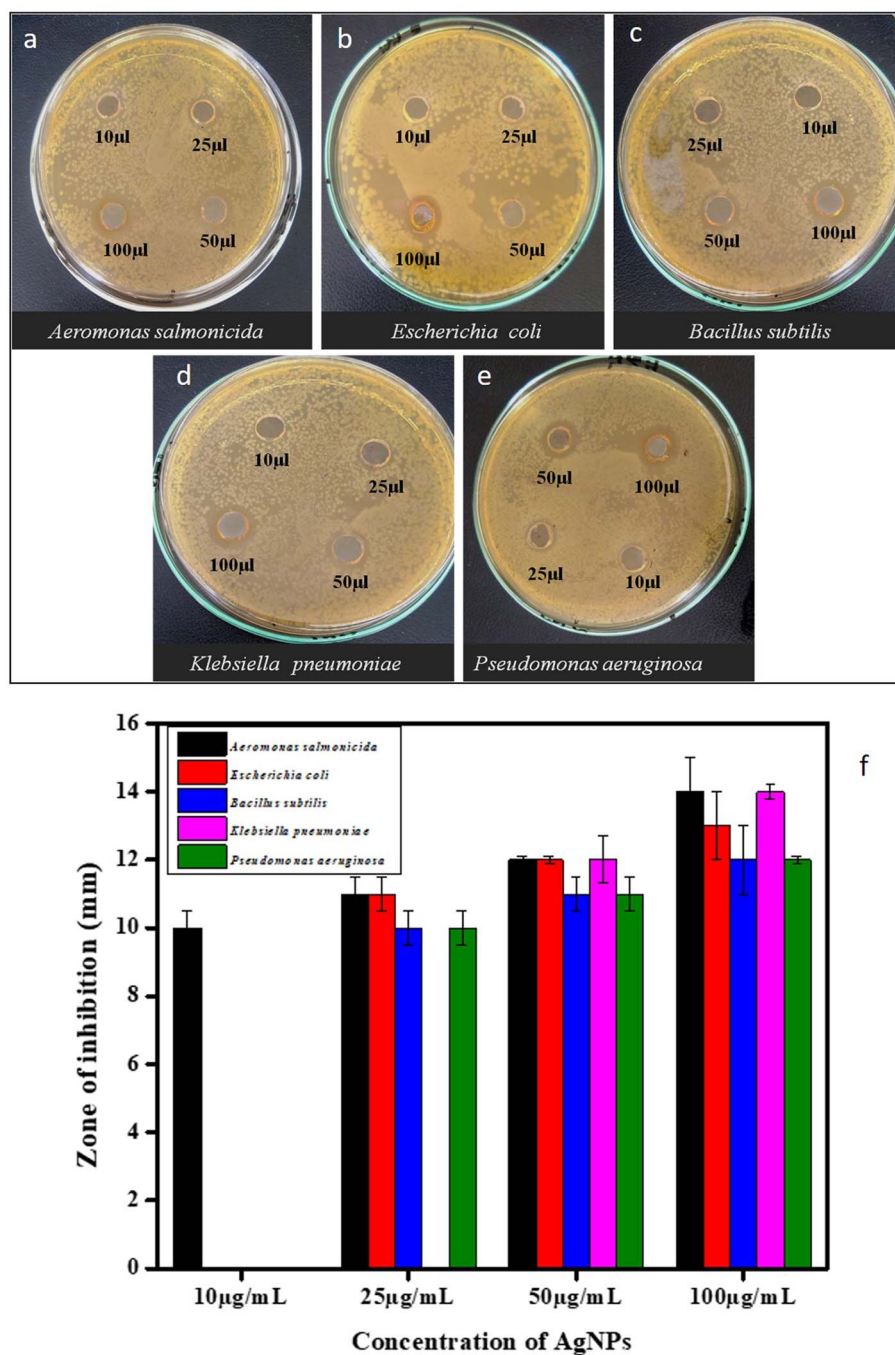 a
b
c
10µl
25µl
100µl
50µl
10µl
25µl
100µl
50µl
25µl
10µl
50µl
100µl
Aeromonas salmonicida
Escherichia coli
Bacillus subtilis
d
e
10µl
25µl
100µl
50µl
50µl
100µl
25µl
10µl
Klebsiella pneumoniae
Pseudomonas aeruginosa
f
Aeromonas salmonicida
Escherichia coli
Bacillus subrilis
Klebsiella pneumoniae
Pseudomonas aeruginosa
16
14
12
10
8
6
4
2
0
Zone of inhibition (mm)
10µg/mL 25µg/mL 50µg/mL 100µg/mL
Concentration of AgNPs